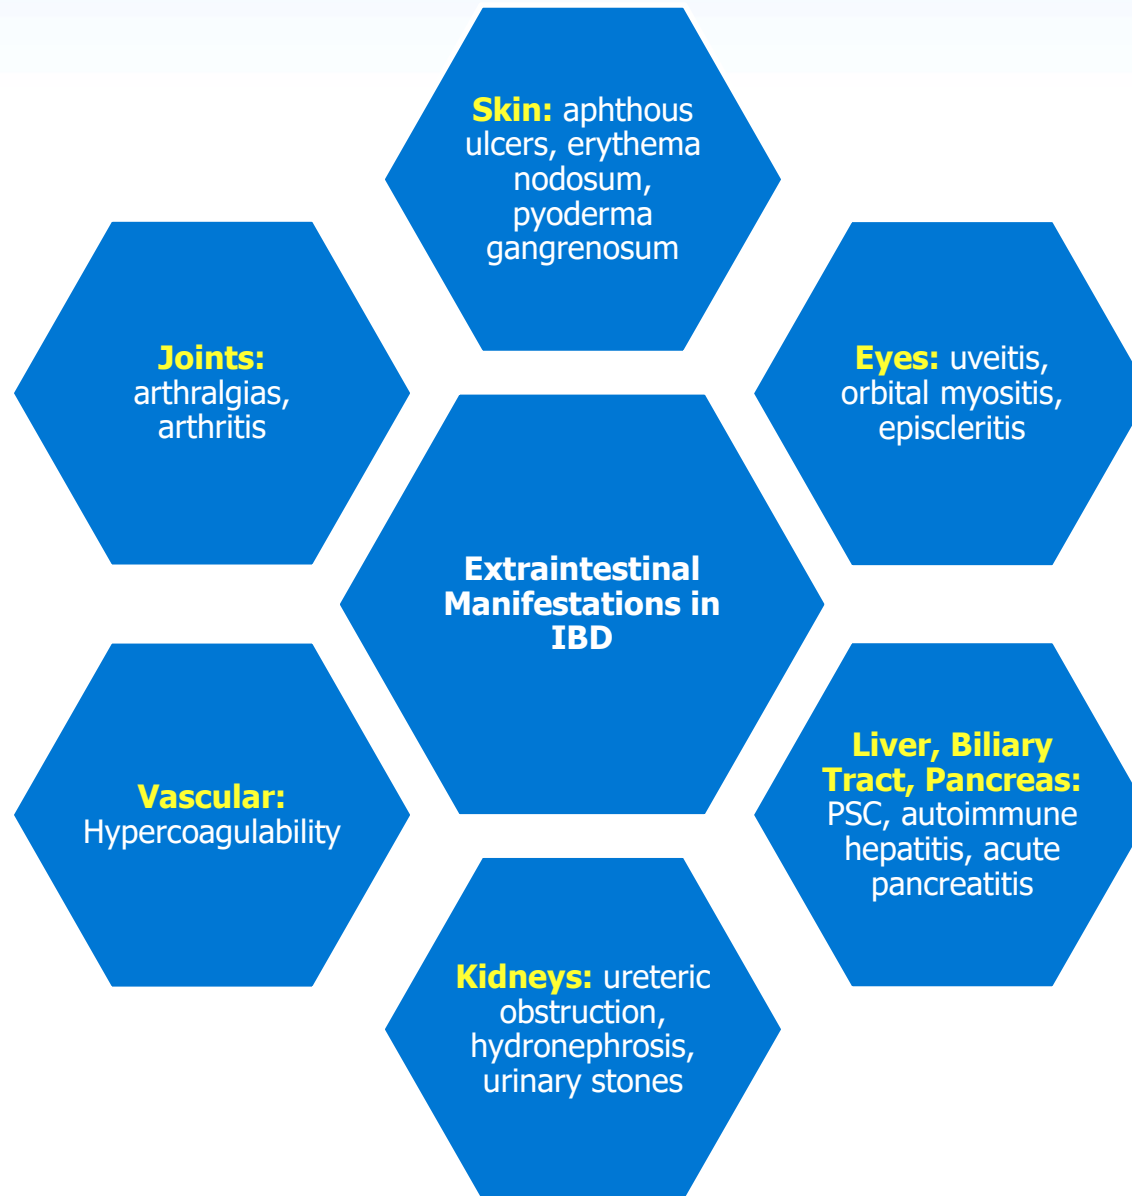 Skin: aphthous
ulcers, erythema
nodosum,
pyoderma
gangrenosum
Joints:
arthralgias,
arthritis
Eyes: uveitis,
orbital myositis,
episcleritis
Extraintestinal
Manifestations in
IBD
Vascular:
Hypercoagulability
Liver, Biliary
Tract, Pancreas:
PSC, autoimmune
hepatitis, acute
pancreatitis
Kidneys: ureteric
obstruction,
hydronephrosis,
urinary stones